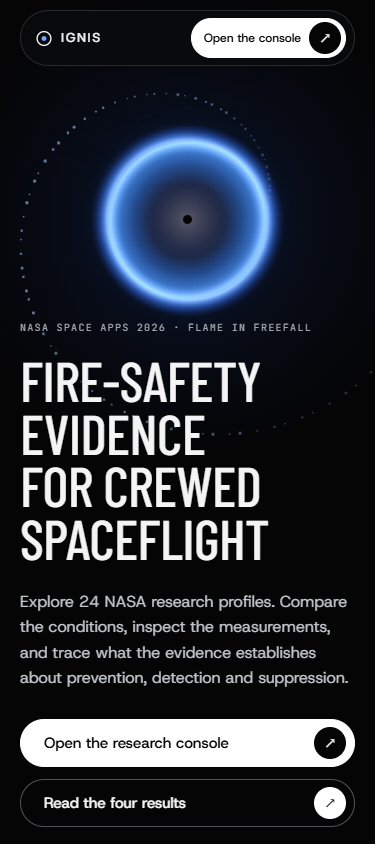 IGNIS
Open the console
NASA SPACE APPS 2026 · FLAME IN FREEFALL
FIRE-SAFETY
EVIDENCE
FOR CREWED
SPACEFLIGHT
Explore 24 NASA research profiles. Compare
the conditions, inspect the measurements,
and trace what the evidence establishes
about prevention, detection and suppression.
Open the research console
Read the four results